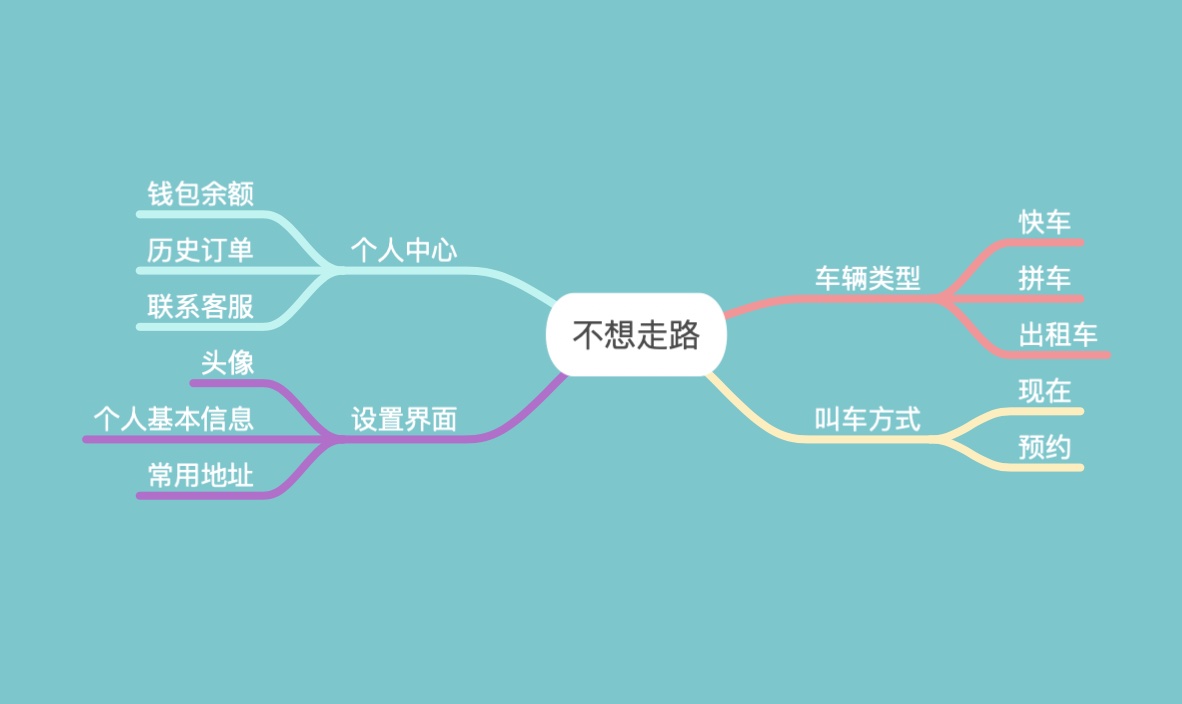 不想走路
车辆类型
快车
拼车
出租车
叫车方式
现在
预约
个人中心
钱包余额
历史订单
联系客服
设置界面
头像
个人基本信息
常用地址